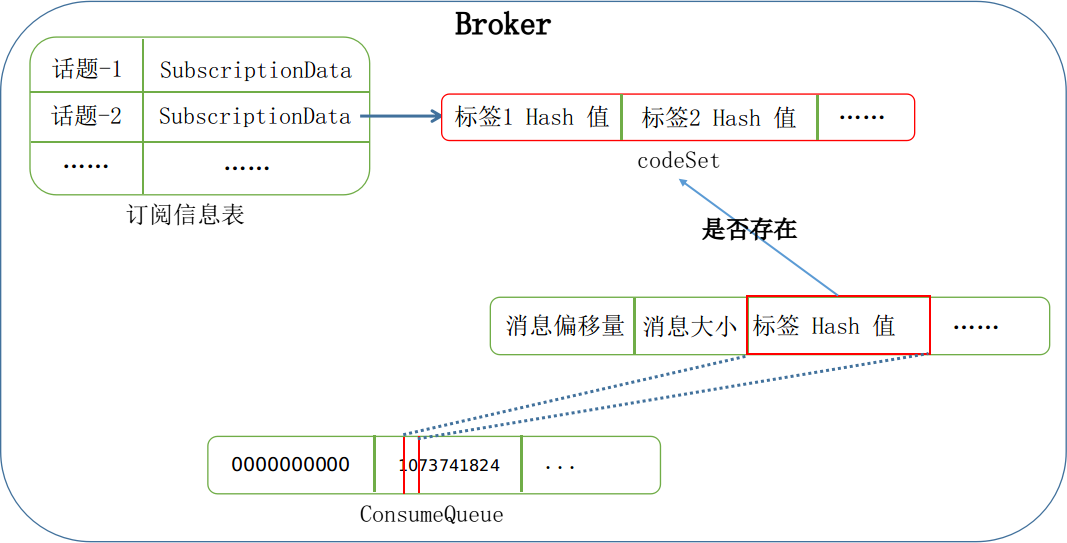 Broker
话题-1 SubscriptionData
话题-2 SubscriptionData
…… ……
订阅信息表
标签1 Hash 值 标签2 Hash 值 ……
codeSet
是否存在
消息偏移量 消息大小 标签 Hash 值 ……
0000000000 1073741824 ...
ConsumeQueue